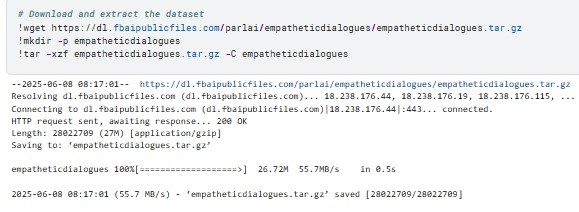 # Download and extract the dataset
!wget https://dl.fbaipublicfiles.com/parlai/empatheticdialogues/empatheticdialogues.tar.gz
!mkdir -p empatheticdialogues
!tar -xzf empatheticdialogues.tar.gz -C empatheticdialogues
--2025-06-08 08:17:01-- https://dl.fbaipublicfiles.com/parlai/empatheticdialogues/empatheticdialogues.tar.gz
Resolving dl.fbaipublicfiles.com (dl.fbaipublicfiles.com)... 18.238.176.44, 18.238.176.19, 18.238.176.115, ...
Connecting to dl.fbaipublicfiles.com (dl.fbaipublicfiles.com)|18.238.176.44|:443... connected.
HTTP request sent, awaiting response... 200 OK
Length: 28022709 (27M) [application/gzip]
Saving to: ‘empatheticdialogues.tar.gz’
empatheticdialogues 100%[===================>] 26.72M 55.7MB/s in 0.5s
2025-06-08 08:17:01 (55.7 MB/s) - ‘empatheticdialogues.tar.gz’ saved [28022709/28022709]